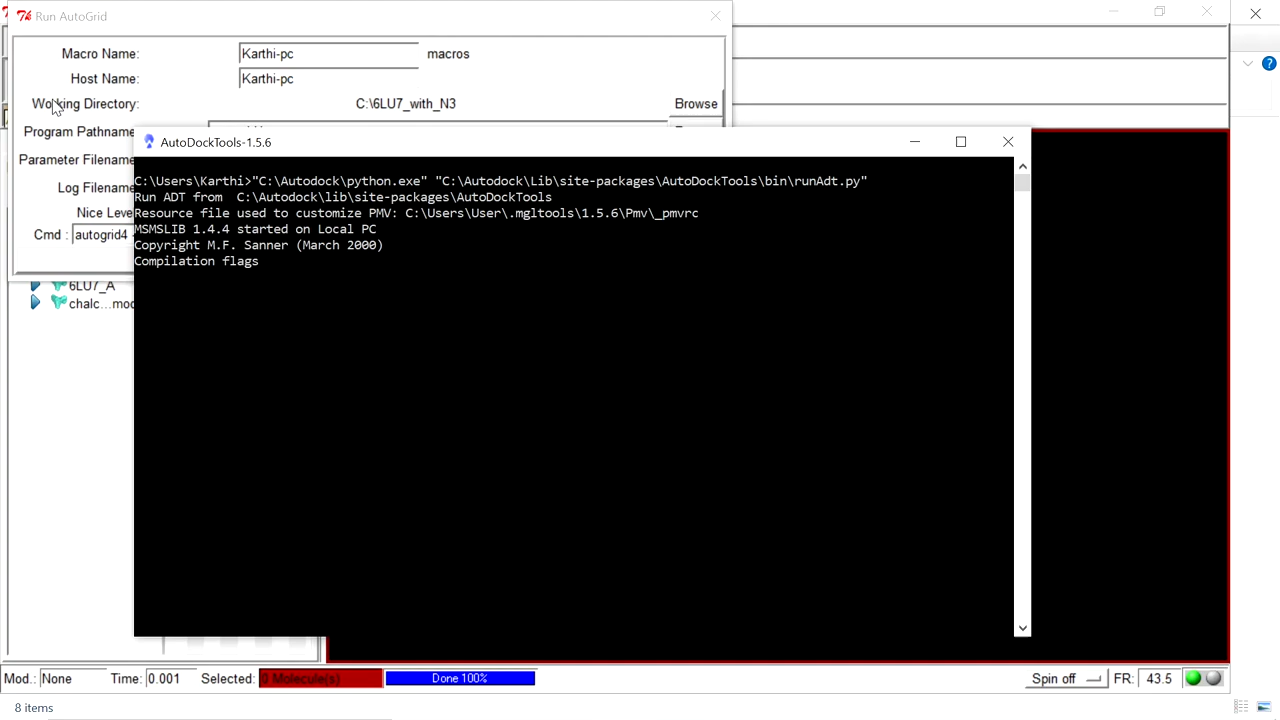 Run AutoGrid
Macro Name: Karthi-pc macros
Host Name: Karthi-pc
Working Directory: C:\6LU7_with_N3 Browse
Program Pathname
Parameter Filename
Log Filename
Nice Leve
Cmd : autogrid4
AutoDockTools-1.5.6
C:\Users\Karthi>"C:\Autodock\python.exe" "C:\Autodock\Lib\site-packages\AutoDockTools\bin\runAdt.py"
Run ADT from  C:\Autodock\lib\site-packages\AutoDockTools
Resource file used to customize PMV: C:\Users\User\.mgltools\1.5.6\Pmv\_pmvrc
MSMSLIB 1.4.4 started on Local PC
Copyright M.F. Sanner (March 2000)
Compilation flags
6LU7_A
chalc...mod
Mod.: None Time: 0.001 Selected: 0 Molecule(s) Done 100% Spin off FR: 43.5
8 items